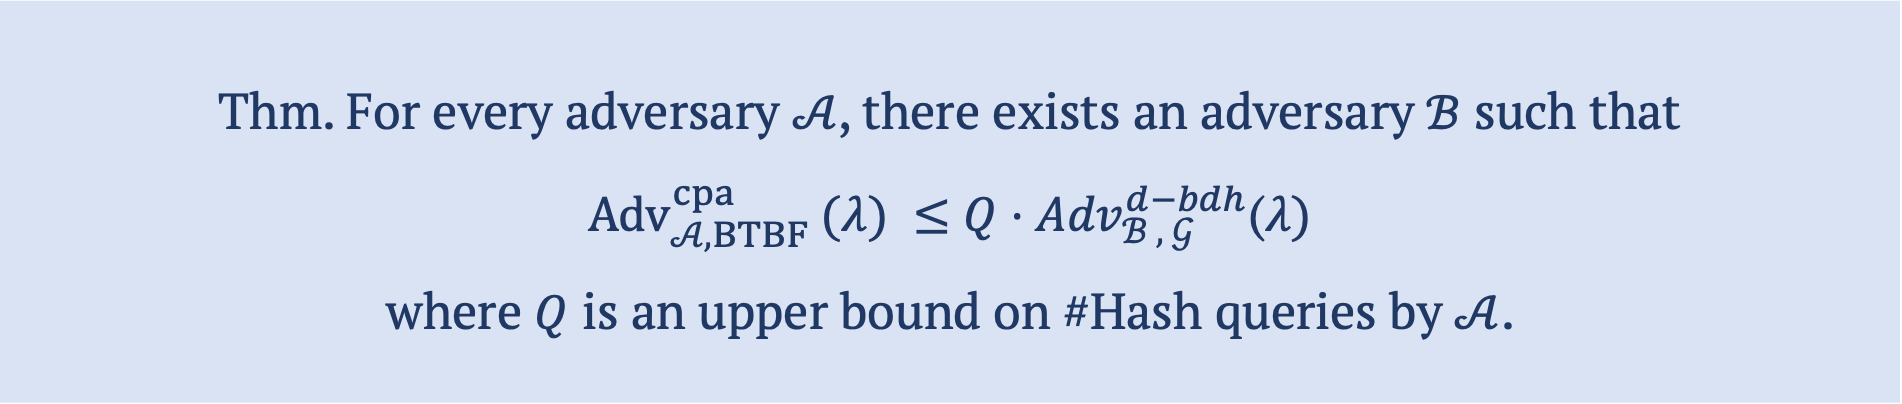 Thm. For every adversary 𝒜, there exists an adversary ℬ such that
Adv^{cpa}_{𝒜,BTBF} (λ) ≤ Q · Adv^{d−bdh}_{ℬ, 𝒢}(λ)
where Q is an upper bound on #Hash queries by 𝒜.